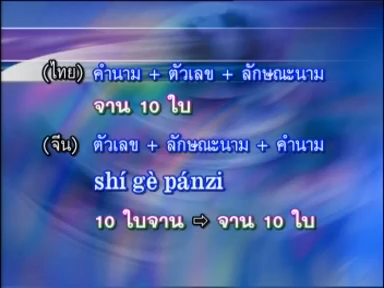 (ไทย) คำนาม + ตัวเลข + ลักษณะนาม
จาน 10 ใบ
(จีน) ตัวเลข + ลักษณะนาม + คำนาม
shí gè pánzi
10 ใบจาน ⇨ จาน 10 ใบ